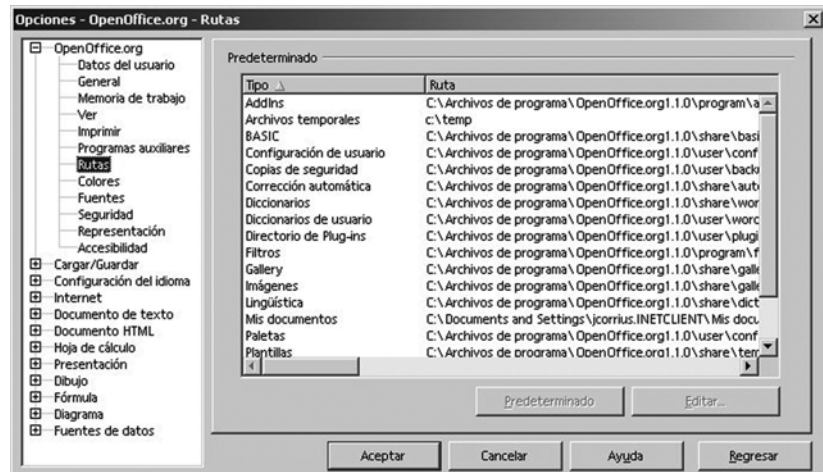 Opciones - OpenOffice.org - Rutas
OpenOffice.org
Datos del usuario
General
Memoria de trabajo
Ver
Imprimir
Programas auxiliares
Rutas
Colores
Fuentes
Seguridad
Representación
Accesibilidad
Cargar/Guardar
Configuración del idioma
Internet
Documento de texto
Documento HTML
Hoja de cálculo
Presentación
Dibujo
Fórmula
Diagrama
Fuentes de datos
Predeterminado
Tipo Ruta
AddIns C:\Archivos de programa\OpenOffice.org1.1.0\program\a
Archivos temporales c:\temp
BASIC C:\Archivos de programa\OpenOffice.org1.1.0\share\basi
Configuración de usuario C:\Archivos de programa\OpenOffice.org1.1.0\user\conf
Copias de seguridad C:\Archivos de programa\OpenOffice.org1.1.0\user\backu
Corrección automática C:\Archivos de programa\OpenOffice.org1.1.0\share\auto
Diccionarios C:\Archivos de programa\OpenOffice.org1.1.0\share\wor
Diccionarios de usuario C:\Archivos de programa\OpenOffice.org1.1.0\user\worc
Directorio de Plug-ins C:\Archivos de programa\OpenOffice.org1.1.0\user\plugi
Filtros C:\Archivos de programa\OpenOffice.org1.1.0\program\f
Gallery C:\Archivos de programa\OpenOffice.org1.1.0\share\galle
Imágenes C:\Archivos de programa\OpenOffice.org1.1.0\share\galle
Lingüística C:\Archivos de programa\OpenOffice.org1.1.0\share\dict
Mis documentos C:\Documents and Settings\jcorrius.INETCLIENT\Mis docu
Paletas C:\Archivos de programa\OpenOffice.org1.1.0\user\conf
Plantillas C:\Archivos de programa\OpenOffice.org1.1.0\share\tem
Predeterminado Editar...
Aceptar Cancelar Ayuda Regresar